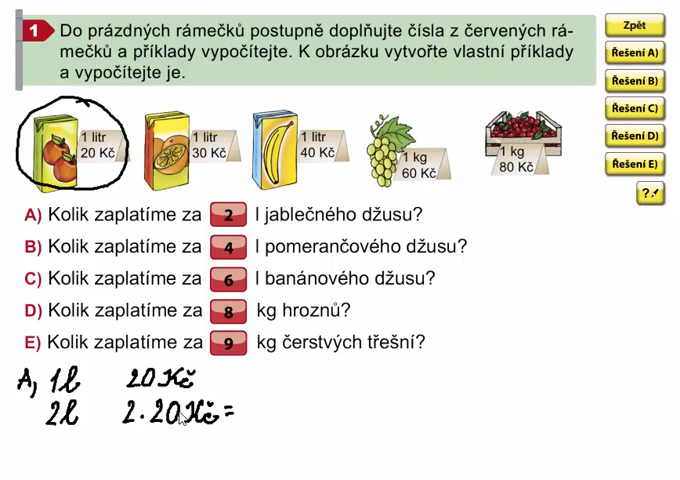 1 Do prázdných rámečků postupně doplňujte čísla z červených rá-
mečků a příklady vypočítejte. K obrázku vytvořte vlastní příklady
a vypočítejte je.
Zpět
Řešení A)
Řešení B)
Řešení C)
Řešení D)
Řešení E)
?
1 litr
20 Kč
1 litr
30 Kč
1 litr
40 Kč
1 kg
60 Kč
1 kg
80 Kč
A) Kolik zaplatíme za 2 l jablečného džusu?
B) Kolik zaplatíme za 4 l pomerančového džusu?
C) Kolik zaplatíme za 6 l banánového džusu?
D) Kolik zaplatíme za 8 kg hroznů?
E) Kolik zaplatíme za 9 kg čerstvých třešní?
A, 1l 20 Kč
2l 2 · 20 Kč =